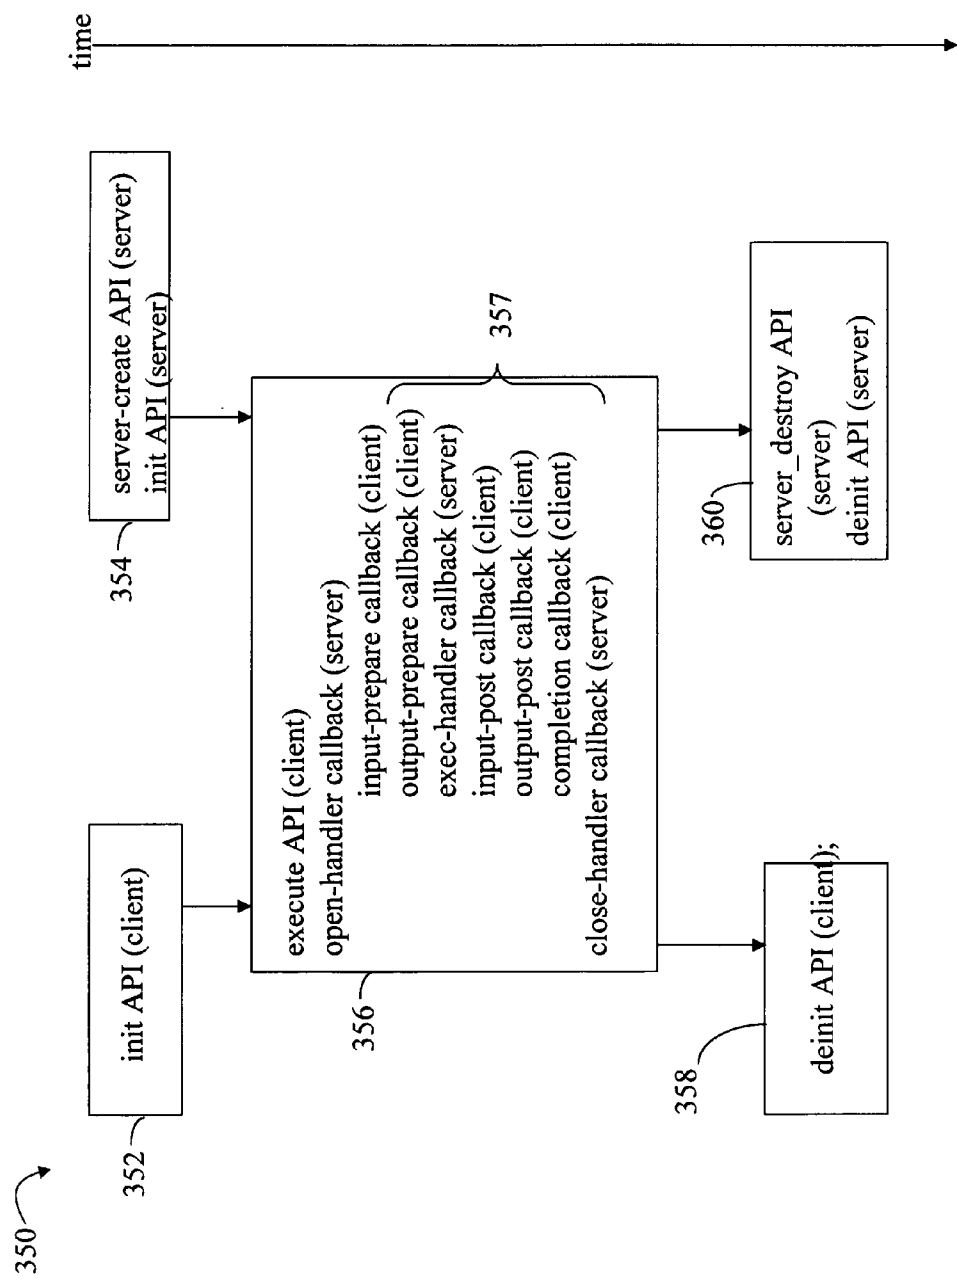 350
time
352
init API (client)
354
server-create API (server)
init API (server)
356
execute API (client)
open-handler callback (server)
input-prepare callback (client)
output-prepare callback (client)
exec-handler callback (server)
input-post callback (client)
output-post callback (client)
completion callback (client)
close-handler callback (server)
357
358
deinit API (client);
360
server_destroy API
(server)
deinit API (server)